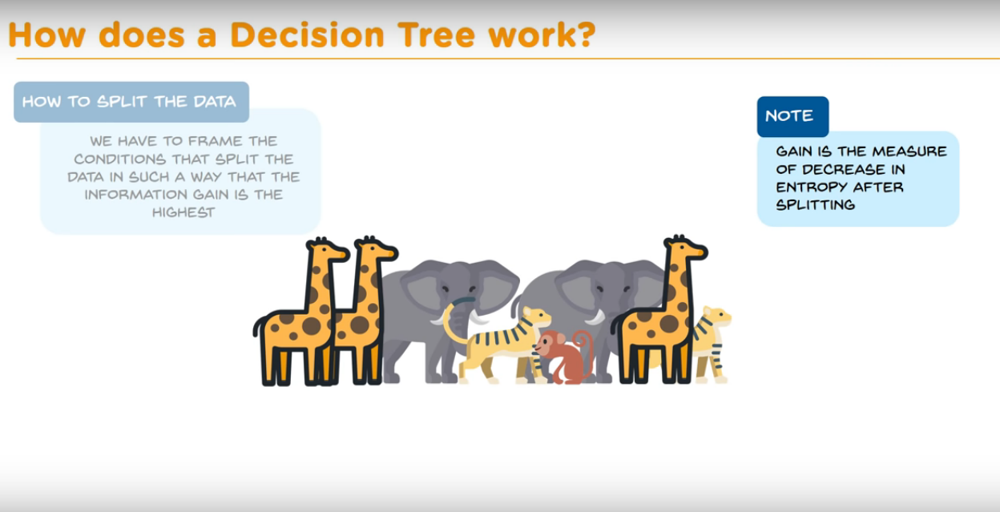 How does a Decision Tree work?
HOW TO SPLIT THE DATA
WE HAVE TO FRAME THE
CONDITIONS THAT SPLIT THE
DATA IN SUCH A WAY THAT THE
INFORMATION GAIN IS THE
HIGHEST
NOTE
GAIN IS THE MEASURE
OF DECREASE IN
ENTROPY AFTER
SPLITTING